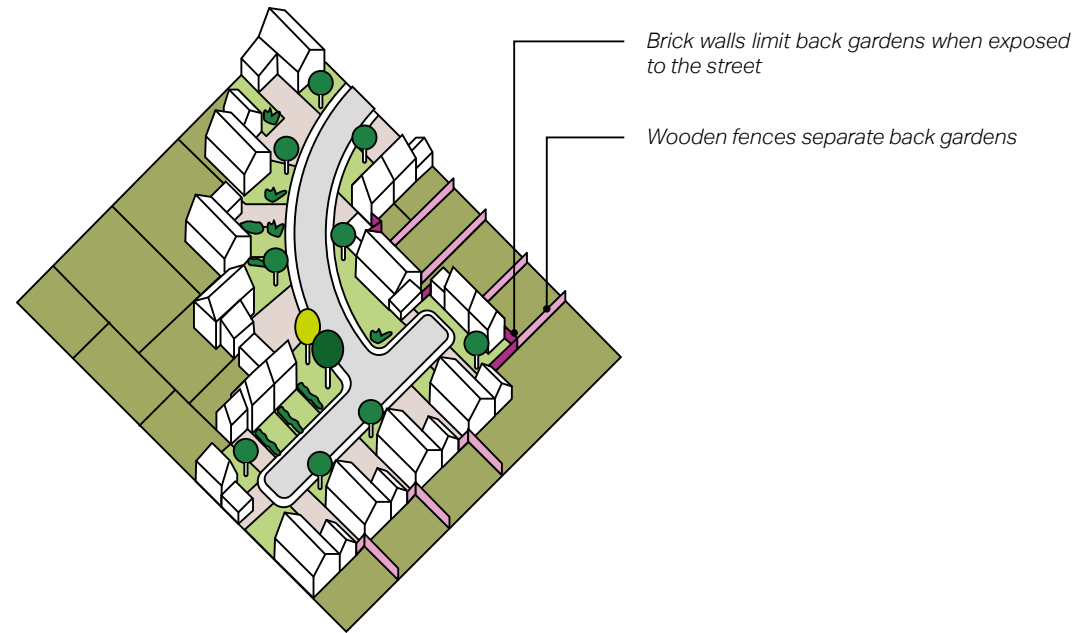 Brick walls limit back gardens when exposed
to the street
Wooden fences separate back gardens